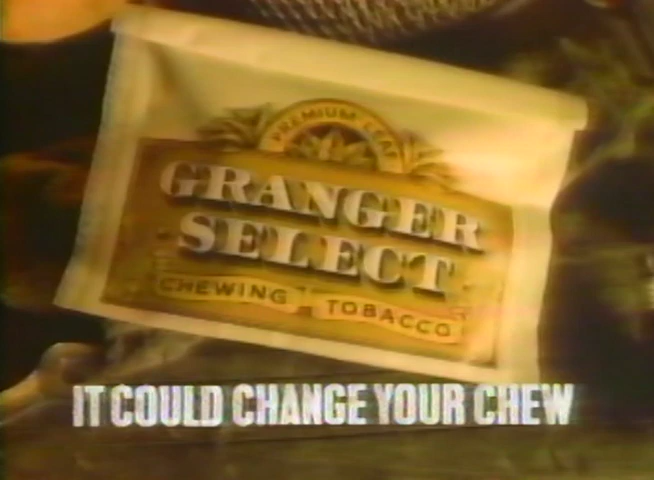 PREMIUM LEAF
GRANGER
SELECT
CHEWING TOBACCO
IT COULD CHANGE YOUR CHEW